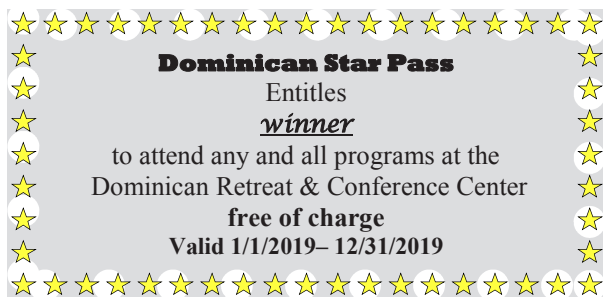 Dominican Star Pass
Entitles
winner
to attend any and all programs at the
Dominican Retreat & Conference Center
free of charge
Valid 1/1/2019– 12/31/2019